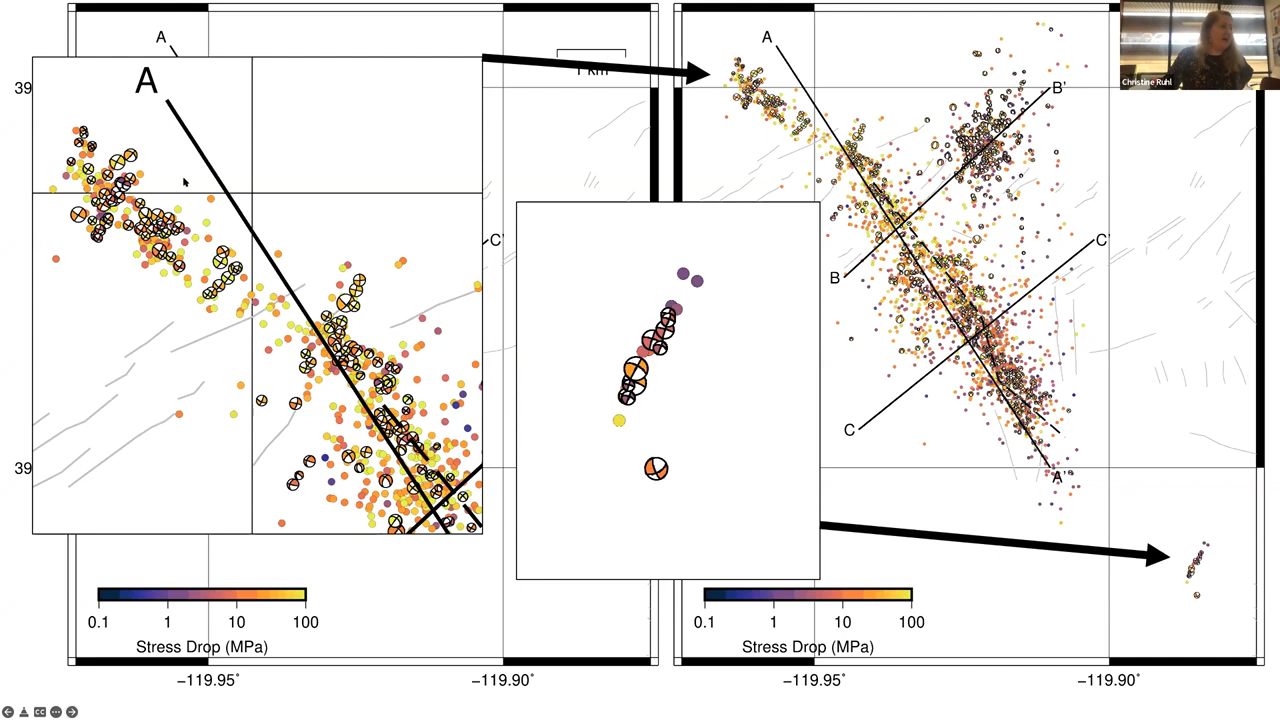 A
1 km
A
39
A
C'
39
0.1 1 10 100
Stress Drop (MPa)
−119.95˚ −119.90˚
A
B'
B
C'
C
A'
0.1 1 10 100
Stress Drop (MPa)
−119.95˚ −119.90˚
Christine Ruhl
CC